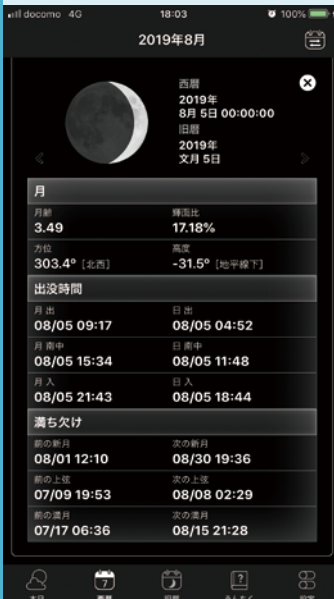 docomo 4G 18:03 100%
2019年8月
西暦
2019年
8月 5日 00:00:00
旧暦
2019年
文月 5日
月
月齢 輝面比
3.49 17.18%
方位 高度
303.4° [北西] -31.5° [地平線下]
出没時間
月出 日出
08/05 09:17 08/05 04:52
月南中 日南中
08/05 15:34 08/05 11:48
月入 日入
08/05 21:43 08/05 18:44
満ち欠け
前の新月 次の新月
08/01 12:10 08/30 19:36
前の上弦 次の上弦
07/09 19:53 08/08 02:29
前の満月 次の満月
07/17 06:36 08/15 21:28
7 ?